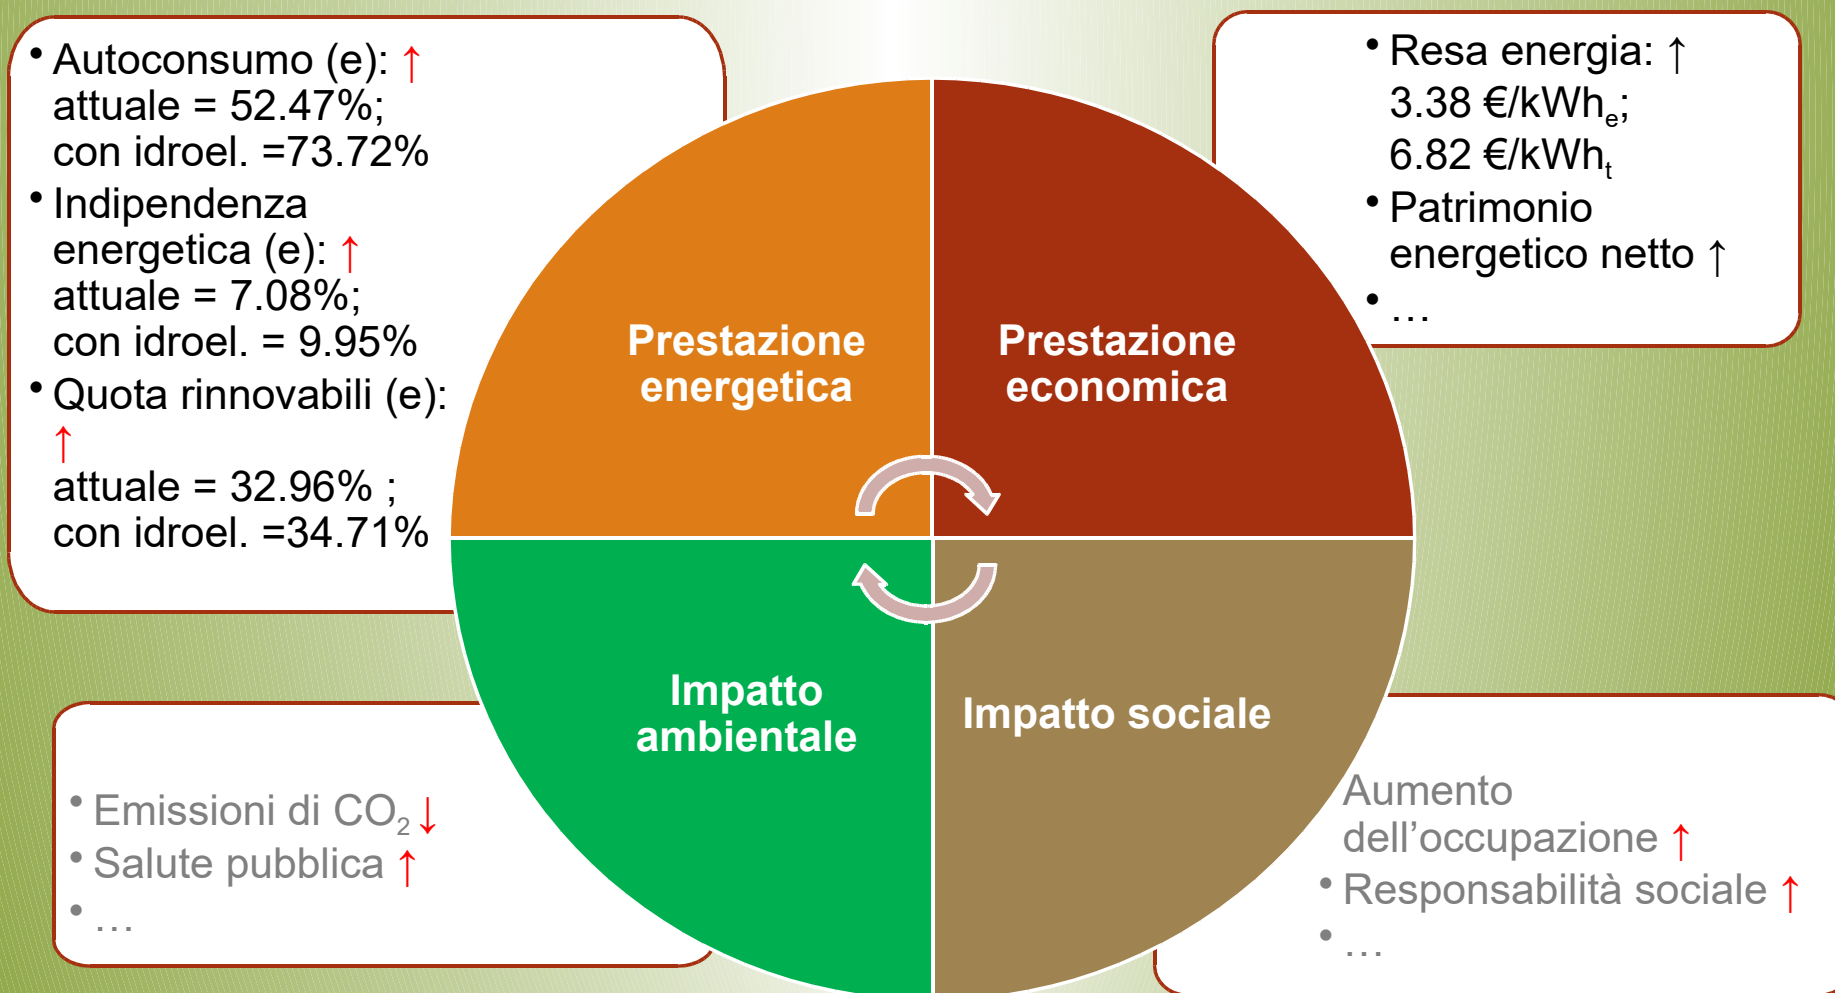 • Autoconsumo (e): ↑
attuale = 52.47%;
con idroel. =73.72%
• Indipendenza
energetica (e): ↑
attuale = 7.08%;
con idroel. = 9.95%
• Quota rinnovabili (e):
↑
attuale = 32.96% ;
con idroel. =34.71%
• Resa energia: ↑
3.38 €/kWhₑ;
6.82 €/kWhₜ
• Patrimonio
energetico netto ↑
• …
Prestazione
energetica
Prestazione
economica
Impatto
ambientale
Impatto sociale
• Emissioni di CO₂ ↓
• Salute pubblica ↑
• …
Aumento
dell’occupazione ↑
• Responsabilità sociale ↑
• …